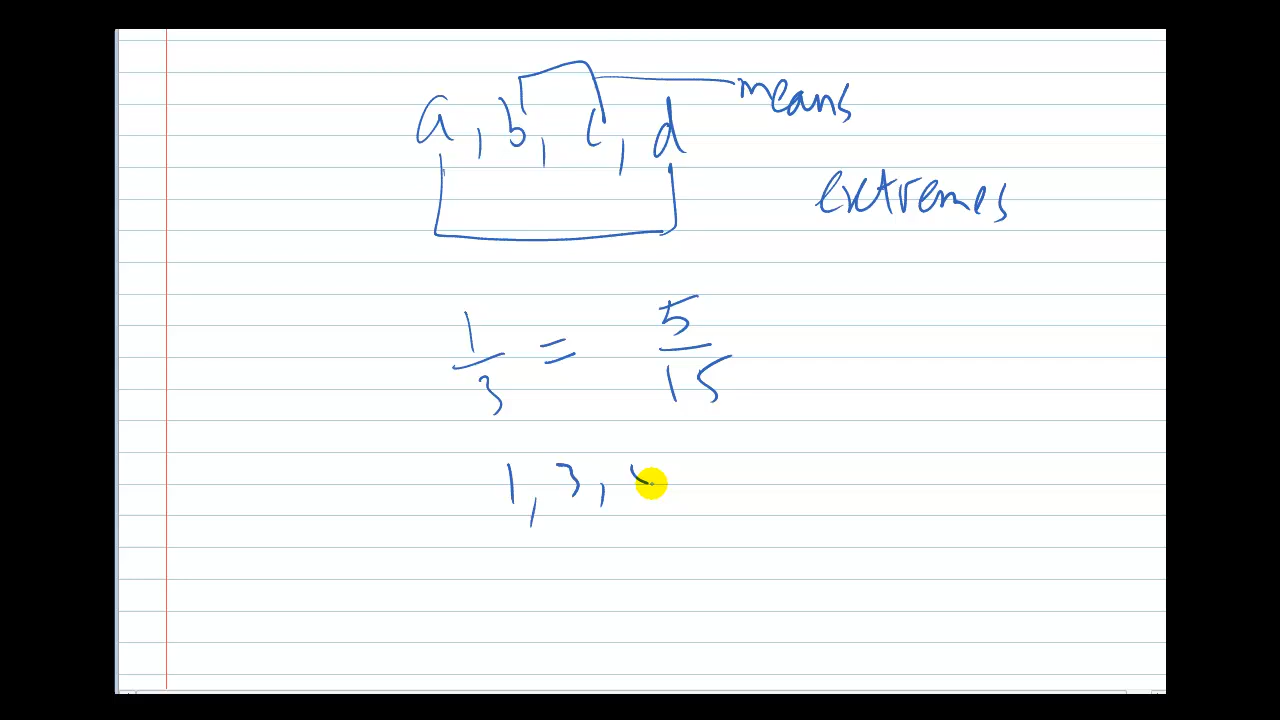 a, b, c, d means
extremes
1/3 = 5/15
1, 3,